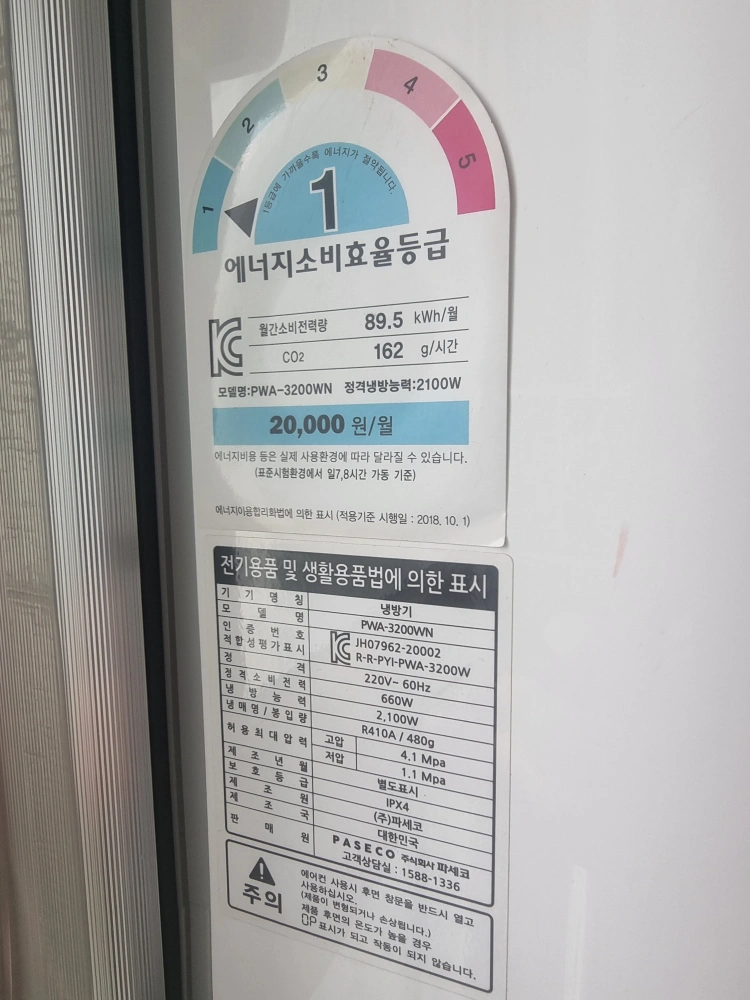 1 2 3 4 5
1등급에 가까울수록 에너지가 절약됩니다.
1
에너지소비효율등급
월간소비전력량 89.5 kWh/월
CO2 162 g/시간
모델명:PWA-3200WN 정격냉방능력:2100W
20,000 원/월
에너지비용 등은 실제 사용환경에 따라 달라질 수 있습니다.
(표준시험환경에서 일7,8시간 가동 기준)
에너지이용합리화법에 의한 표시 (적용기준 시행일 : 2018. 10. 1)
전기용품 및 생활용품법에 의한 표시
기기명칭 냉방기
모델명 PWA-3200WN
인증번호 JH07962-20002
적합성평가표시 R-R-PYI-PWA-3200W
정격 220V~ 60Hz
정격소비전력 660W
냉방능력 2,100W
냉매명/봉입량 R410A / 480g
허용최대압력 고압 4.1 Mpa
저압 1.1 Mpa
제조년월 별도표시
보호등급 IPX4
제조원 (주)파세코
제조국 대한민국
판매원 PASECO 주식회사 파세코
고객상담실 : 1588-1336
주의
에어컨 사용시 후면 창문을 반드시 열고
사용하십시오.
(제품이 변형되거나 손상됩니다.)
제품 후면의 온도가 높을 경우
OP 표시가 되고 작동이 되지 않습니다.